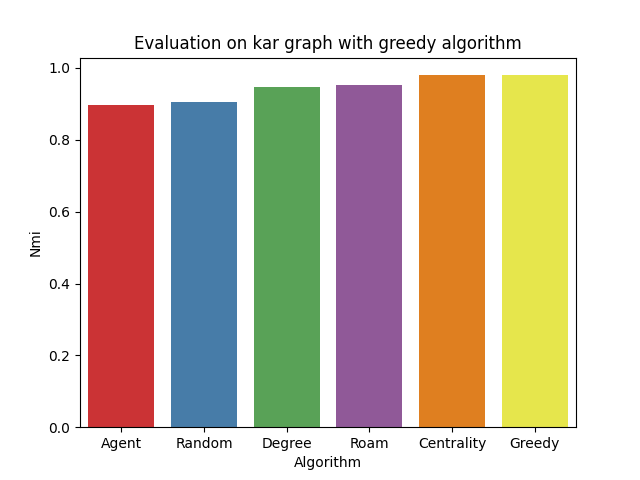 Evaluation on kar graph with greedy algorithm
1.0
0.8
0.6
0.4
0.2
0.0
Nmi
Agent Random Degree Roam Centrality Greedy
Algorithm